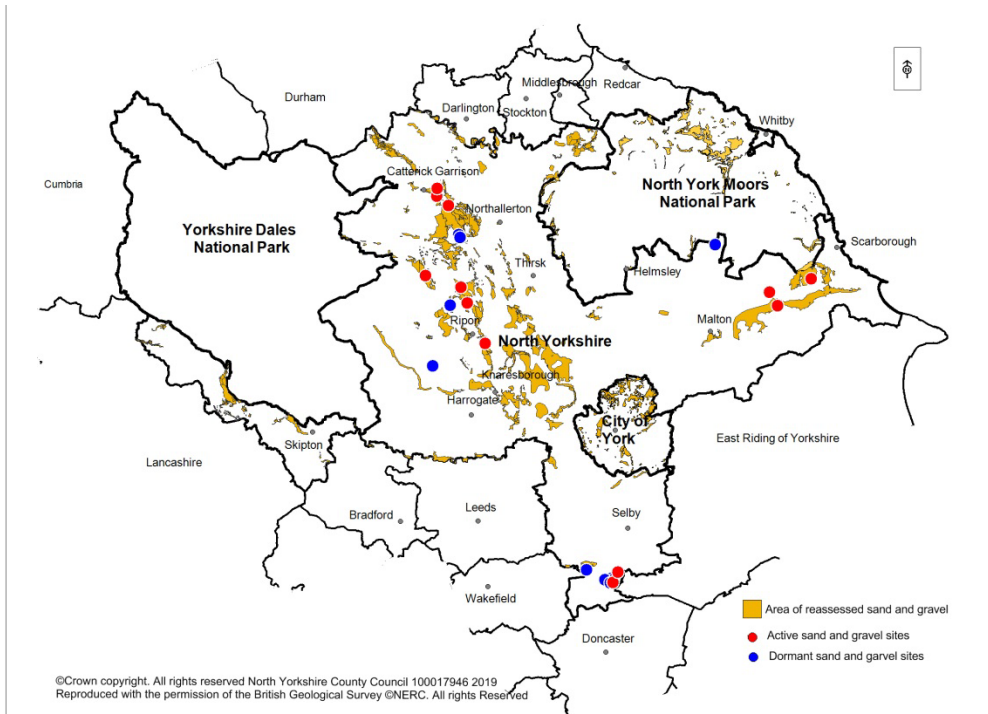 Middlesbrough
Redcar
Durham
Darlington
Stockton
Whitby
Catterick Garrison
Cumbria
North York Moors
National Park
Northallerton
Yorkshire Dales
National Park
Scarborough
Thirsk
Helmsley
Malton
Ripon
North Yorkshire
Knaresborough
Harrogate
City of
York
East Riding of Yorkshire
Skipton
Lancashire
Leeds
Selby
Bradford
Wakefield
Doncaster
Area of reassessed sand and gravel
Active sand and gravel sites
Dormant sand and garvel sites
©Crown copyright. All rights reserved North Yorkshire County Council 100017946 2019
Reproduced with the permission of the British Geological Survey ©NERC. All rights Reserved